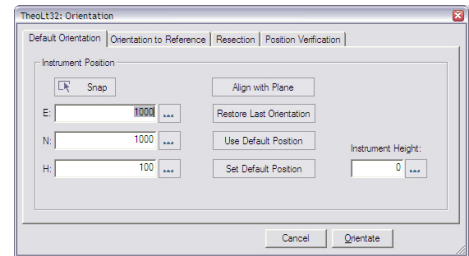 TheoLt32: Orientation
Default Orientation Orientation to Reference Resection Position Verification
Instrument Position
Snap Align with Plane
E: 1000 ... Restore Last Orientation
N: 1000 ... Use Default Position Instrument Height:
H: 100 ... Set Default Position 0 ...
Cancel Orientate